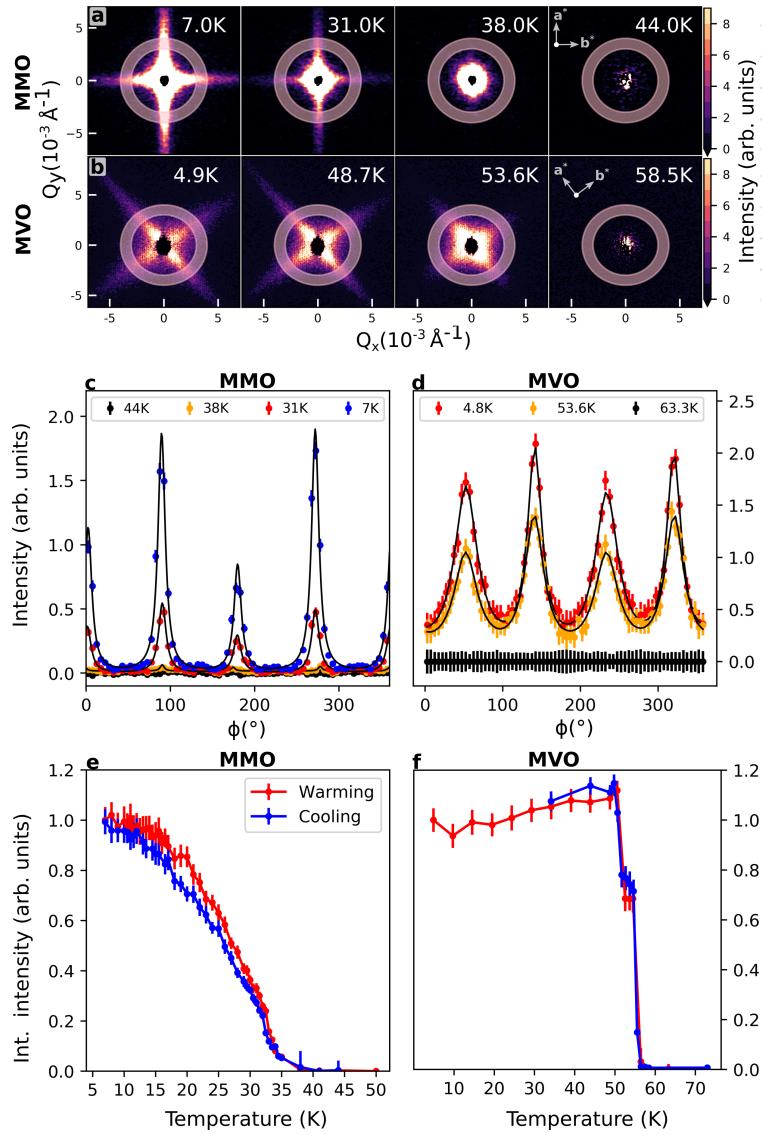 a
7.0K
31.0K
38.0K
44.0K
a*
b*
MMO
5
0
−5
8
6
4
2
0
Qy(10⁻³ Å⁻¹)
Intensity (arb. units)
b
4.9K
48.7K
53.6K
58.5K
a*
b*
MVO
5
0
-5
8
6
4
2
0
-5 0 5 -5 0 5 -5 0 5 -5 0 5
Qₓ(10⁻³ Å⁻¹)
c MMO
d MVO
44K 38K 31K 7K
4.8K 53.6K 63.3K
Intensity (arb. units)
2.0
1.5
1.0
0.5
0.0
2.5
2.0
1.5
1.0
0.5
0.0
0 100 200 300
0 100 200 300
ϕ(°)
ϕ(°)
e MMO
f MVO
Warming
Cooling
Int. intensity (arb. units)
1.2
1.0
0.8
0.6
0.4
0.2
0.0
1.2
1.0
0.8
0.6
0.4
0.2
0.0
5 10 15 20 25 30 35 40 45 50
10 20 30 40 50 60 70
Temperature (K)
Temperature (K)